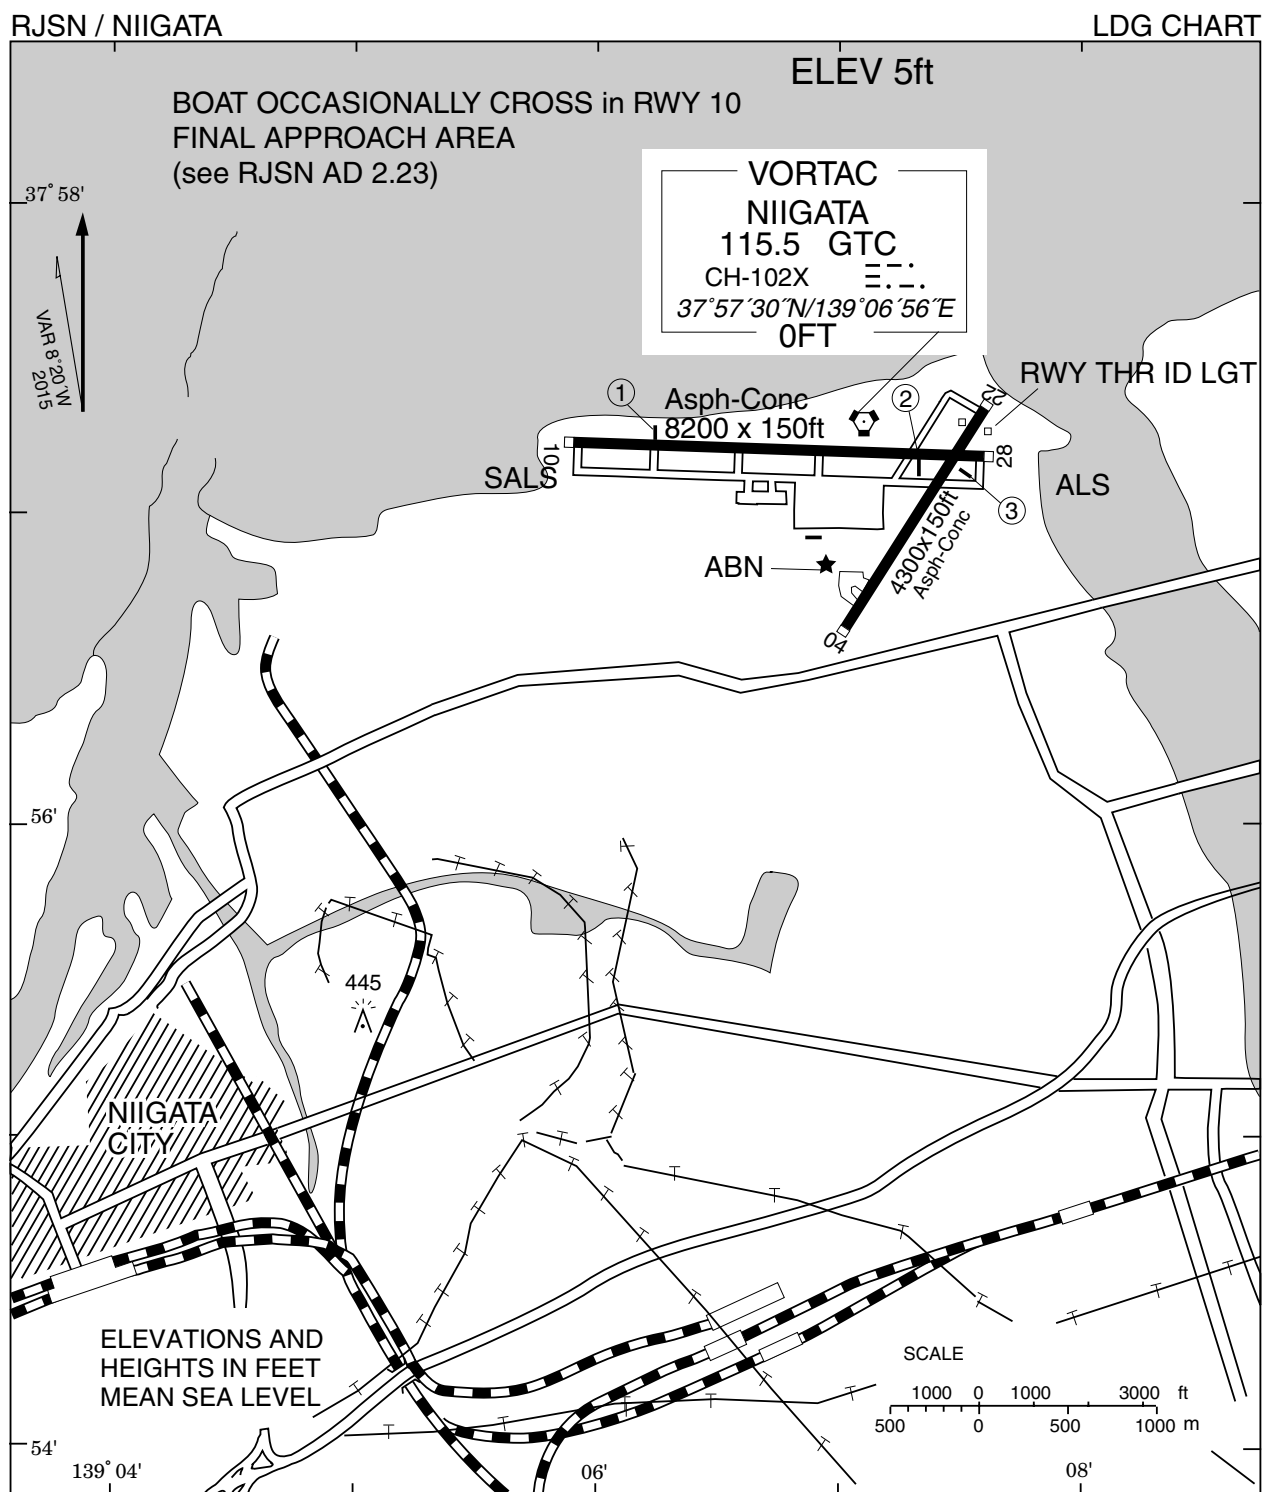 RJSN / NIIGATA
LDG CHART
ELEV 5ft
BOAT OCCASIONALLY CROSS in RWY 10
FINAL APPROACH AREA
(see RJSN AD 2.23)
37°58'
VORTAC
NIIGATA
115.5 GTC
CH-102X
37°57´30˝N/139°06´56˝E
0FT
VAR 8°20´W
2015
RWY THR ID LGT
1
Asph-Conc
8200 x 150ft
2
22
10
28
SALS
ALS
3
4300x150ft
Asph-Conc
ABN
04
56'
445
NIIGATA
CITY
ELEVATIONS AND
HEIGHTS IN FEET
MEAN SEA LEVEL
SCALE
1000 0 1000 3000 ft
500 0 500 1000 m
54'
139°04'
06'
08'